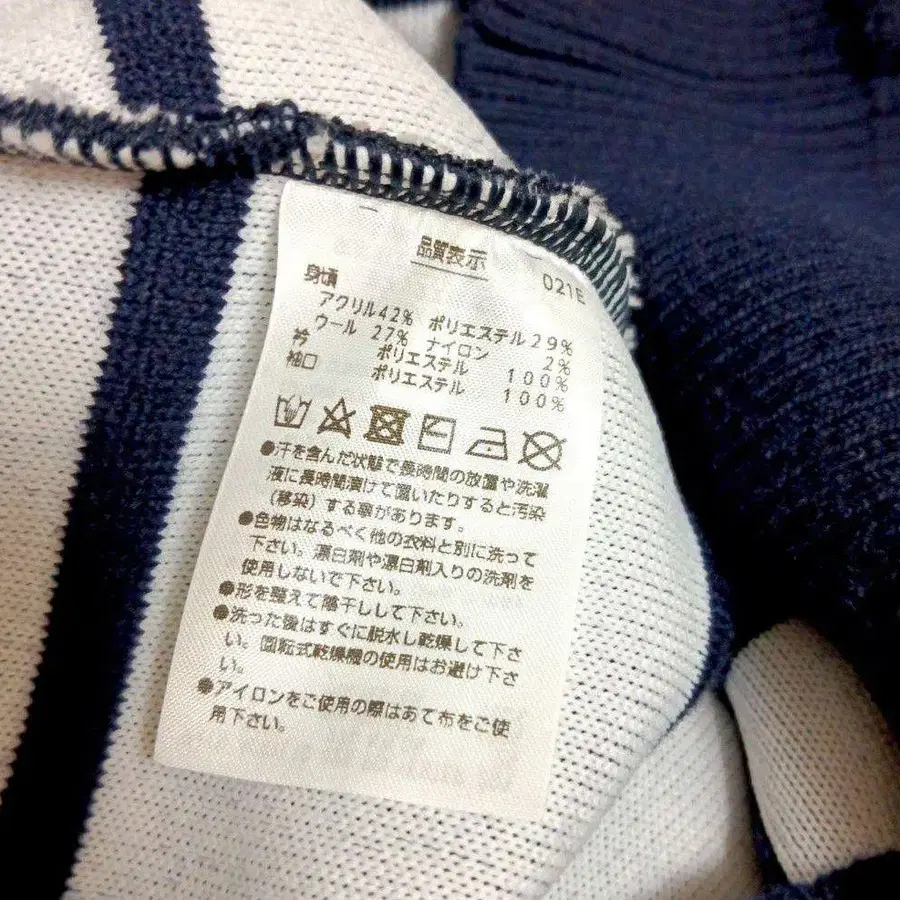 品質表示
021E
身頃
アクリル42% ポリエステル29%
ウール 27% ナイロン 2%
衿 ポリエステル 100%
袖口 ポリエステル 100%
●汗を含んだ状態で長時間の放置や洗濯
液に長時間漬けて置いたりすると汚染
(移染)する事があります。
●色物はなるべく他の衣料と別に洗って
下さい。漂白剤や漂白剤入りの洗剤を
使用しないで下さい。
●形を整えて陰干しして下さい。
●洗った後はすぐに脱水し乾燥して下さ
い。回転式乾燥機の使用はお避け下さ
い。
●アイロンをご使用の際はあて布をご使
用下さい。